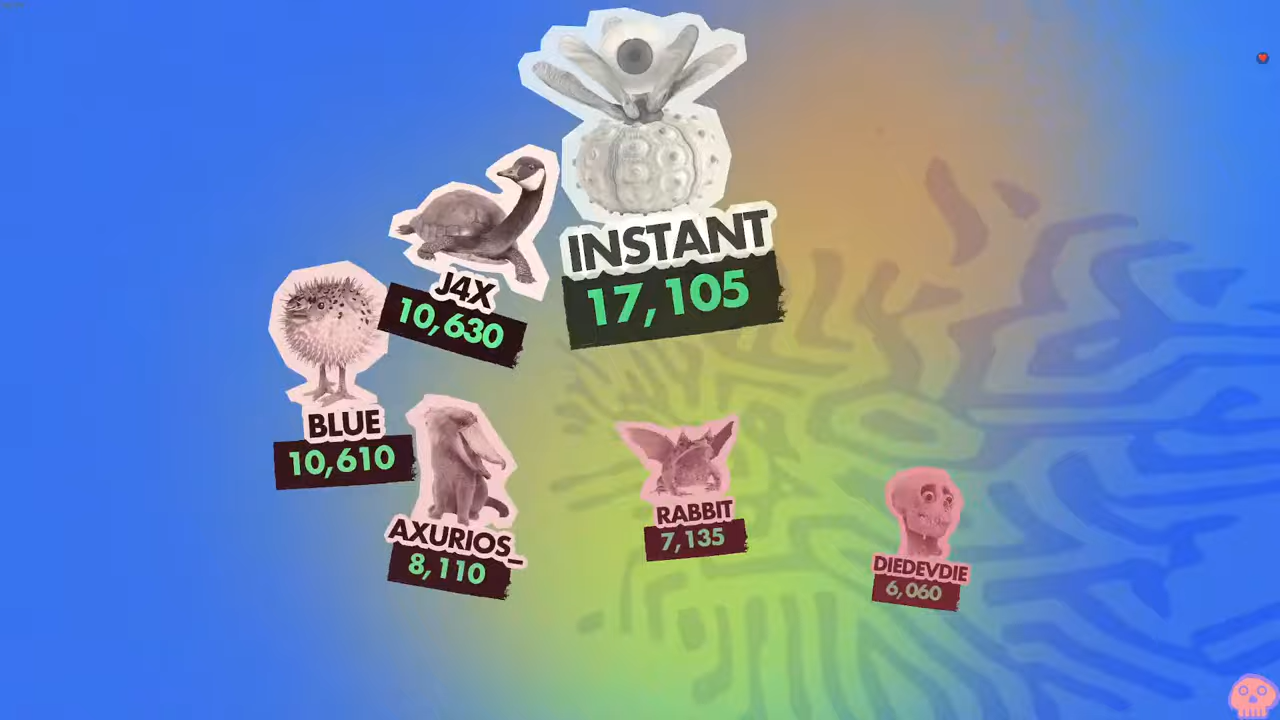 INSTANT
17,105
J4X
10,630
BLUE
10,610
AXURIOS_
8,110
RABBIT
7,135
DIEDEVDIE
6,060